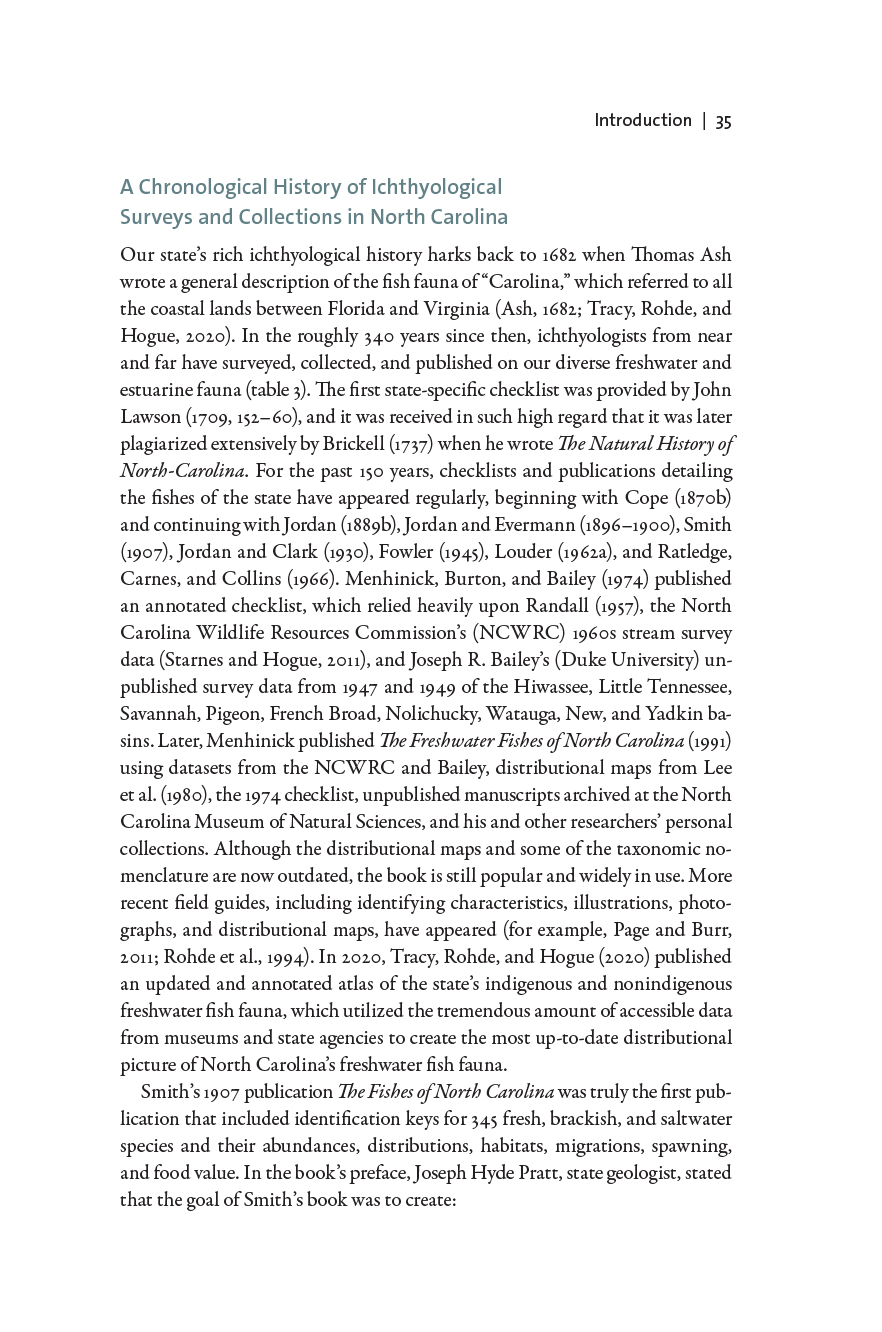 Introduction | 35
A Chronological History of Ichthyological
Surveys and Collections in North Carolina
Our state’s rich ichthyological history harks back to 1682 when Thomas Ash
wrote a general description of the fish fauna of “Carolina,” which referred to all
the coastal lands between Florida and Virginia (Ash, 1682; Tracy, Rohde, and
Hogue, 2020). In the roughly 340 years since then, ichthyologists from near
and far have surveyed, collected, and published on our diverse freshwater and
estuarine fauna (table 3). The first state-specific checklist was provided by John
Lawson (1709, 152–60), and it was received in such high regard that it was later
plagiarized extensively by Brickell (1737) when he wrote The Natural History of
North-Carolina. For the past 150 years, checklists and publications detailing
the fishes of the state have appeared regularly, beginning with Cope (1870b)
and continuing with Jordan (1889b), Jordan and Evermann (1896–1900), Smith
(1907), Jordan and Clark (1930), Fowler (1945), Louder (1962a), and Ratledge,
Carnes, and Collins (1966). Menhinick, Burton, and Bailey (1974) published
an annotated checklist, which relied heavily upon Randall (1957), the North
Carolina Wildlife Resources Commission’s (NCWRC) 1960s stream survey
data (Starnes and Hogue, 2011), and Joseph R. Bailey’s (Duke University) un-
published survey data from 1947 and 1949 of the Hiwassee, Little Tennessee,
Savannah, Pigeon, French Broad, Nolichucky, Watauga, New, and Yadkin ba-
sins. Later, Menhinick published The Freshwater Fishes of North Carolina (1991)
using datasets from the NCWRC and Bailey, distributional maps from Lee
et al. (1980), the 1974 checklist, unpublished manuscripts archived at the North
Carolina Museum of Natural Sciences, and his and other researchers’ personal
collections. Although the distributional maps and some of the taxonomic no-
menclature are now outdated, the book is still popular and widely in use. More
recent field guides, including identifying characteristics, illustrations, photo-
graphs, and distributional maps, have appeared (for example, Page and Burr,
2011; Rohde et al., 1994). In 2020, Tracy, Rohde, and Hogue (2020) published
an updated and annotated atlas of the state’s indigenous and nonindigenous
freshwater fish fauna, which utilized the tremendous amount of accessible data
from museums and state agencies to create the most up-to-date distributional
picture of North Carolina’s freshwater fish fauna.
Smith’s 1907 publication The Fishes of North Carolina was truly the first pub-
lication that included identification keys for 345 fresh, brackish, and saltwater
species and their abundances, distributions, habitats, migrations, spawning,
and food value. In the book’s preface, Joseph Hyde Pratt, state geologist, stated
that the goal of Smith’s book was to create: